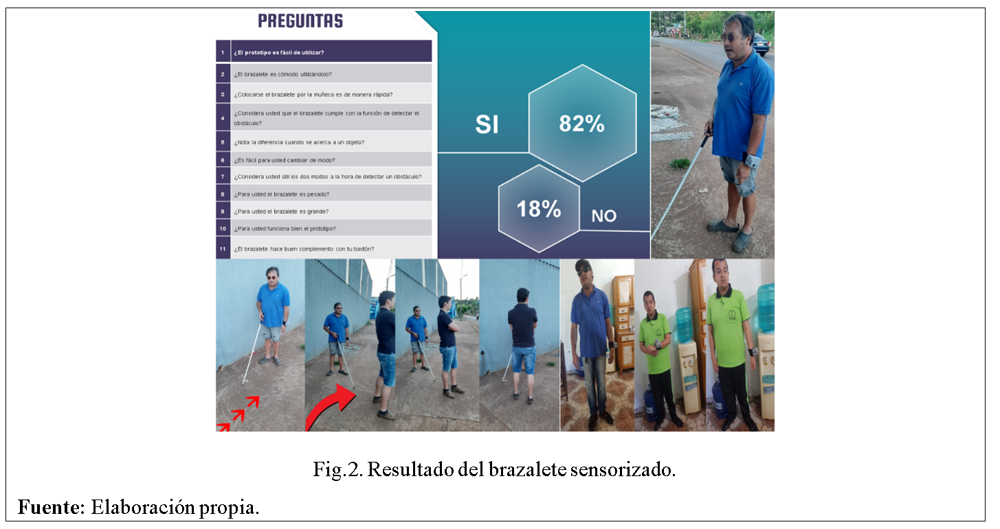 PREGUNTAS
1 ¿El prototipo es fácil de utilizar?
2 ¿El brazalete es cómodo utilizándolo?
3 ¿Colocarse el brazalete por la muñeca es de manera rápida?
4 ¿Considera usted que el brazalete cumple con la función de detectar el
obstáculo?
5 ¿Nota la diferencia cuando se acerca a un objeto?
6 ¿Es fácil para usted cambiar de modo?
7 ¿Considera usted útil los dos modos a la hora de detectar un obstáculo?
8 ¿Para usted el brazalete es pesado?
9 ¿Para usted el brazalete es grande?
10 ¿Para usted funciona bien el prototipo?
11 ¿El brazalete hace buen complemento con tu bastón?
SI 82%
18% NO
Fig.2. Resultado del brazalete sensorizado.
Fuente: Elaboración propia.